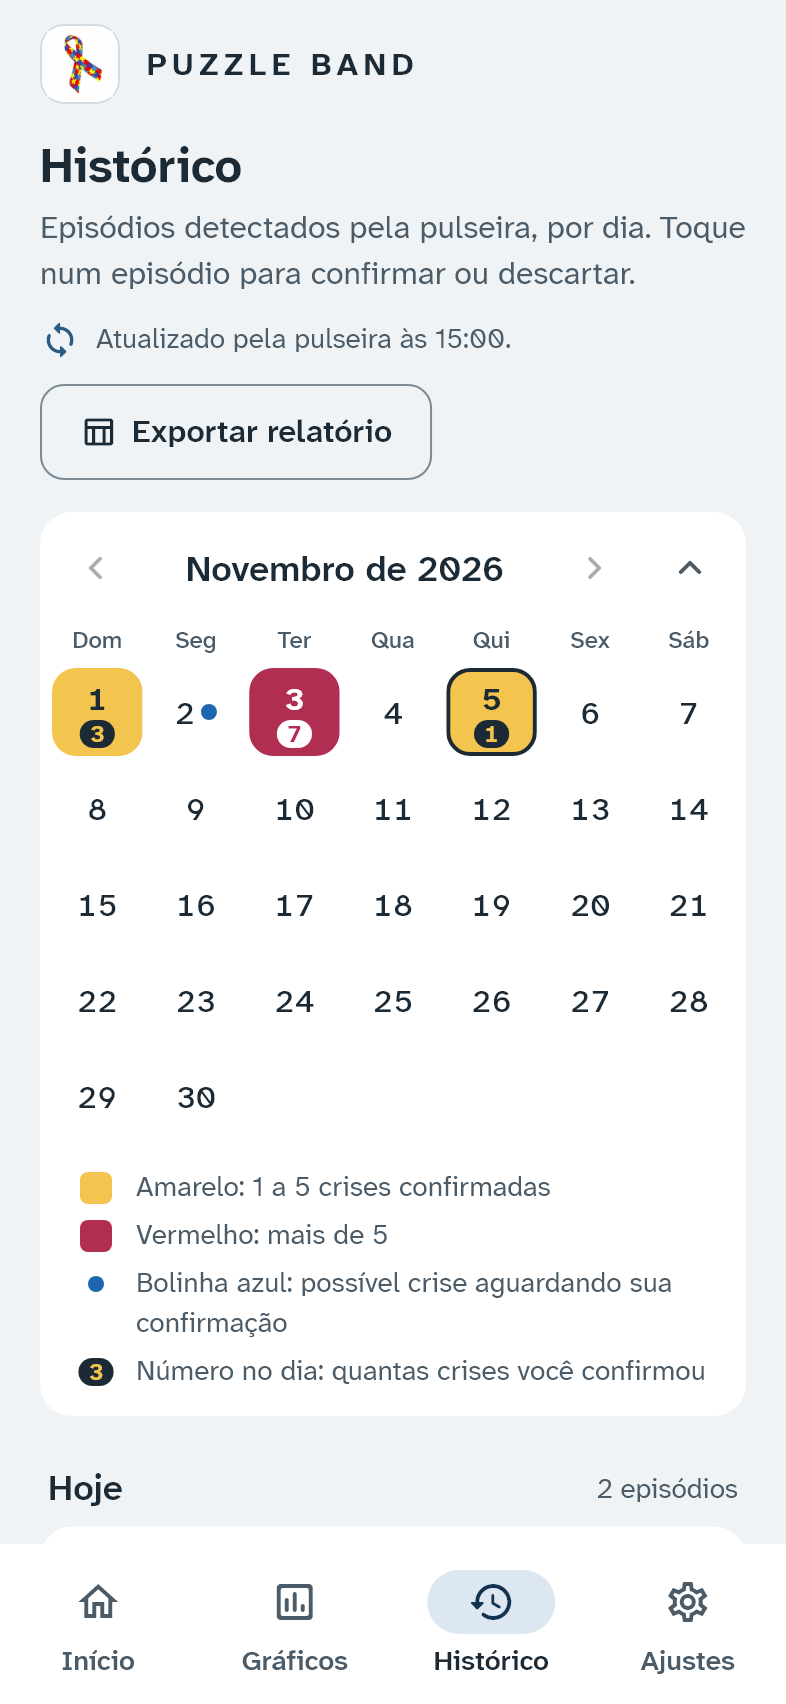 PUZZLE BAND
Histórico
Episódios detectados pela pulseira, por dia. Toque
num episódio para confirmar ou descartar.
Atualizado pela pulseira às 15:00.
Exportar relatório
Novembro de 2026
Dom Seg Ter Qua Qui Sex Sáb
1 2 3 4 5 6 7
3 7 1
8 9 10 11 12 13 14
15 16 17 18 19 20 21
22 23 24 25 26 27 28
29 30
Amarelo: 1 a 5 crises confirmadas
Vermelho: mais de 5
Bolinha azul: possível crise aguardando sua
confirmação
3 Número no dia: quantas crises você confirmou
Hoje 2 episódios
Início Gráficos Histórico Ajustes